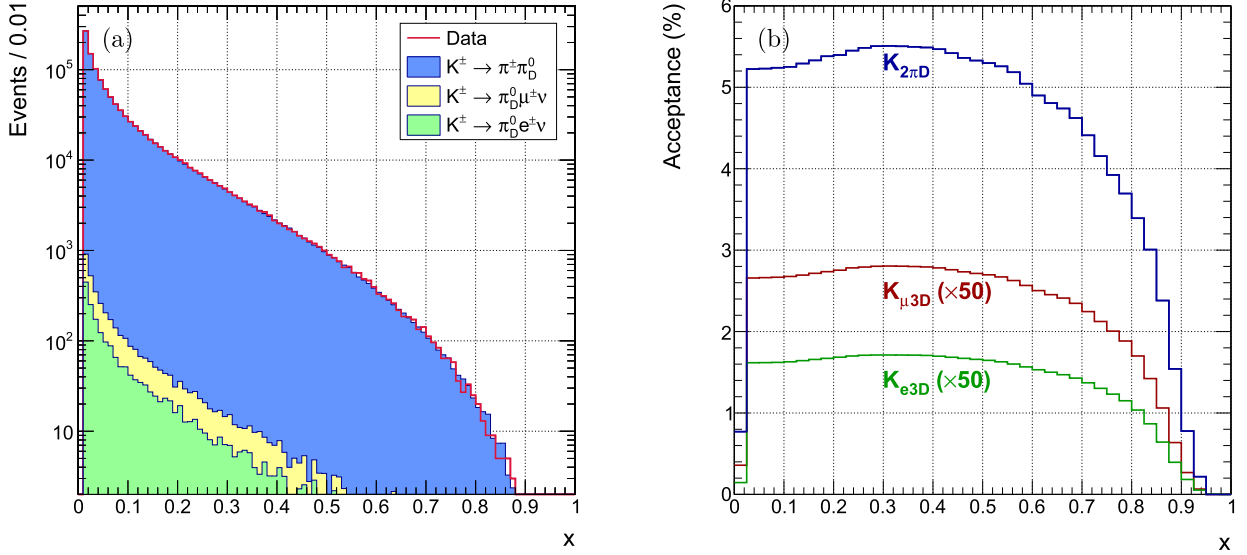 Events / 0.01
(a)
Data
K± → π±π⁰D
K± → π⁰Dμ±ν
K± → π⁰De±ν
10⁵
10⁴
10³
10²
10
0 0.1 0.2 0.3 0.4 0.5 0.6 0.7 0.8 0.9 1
x
Acceptance (%)
(b)
6
5
4
3
2
1
0
K2πD
Kμ3D (×50)
Ke3D (×50)
0 0.1 0.2 0.3 0.4 0.5 0.6 0.7 0.8 0.9 1
x